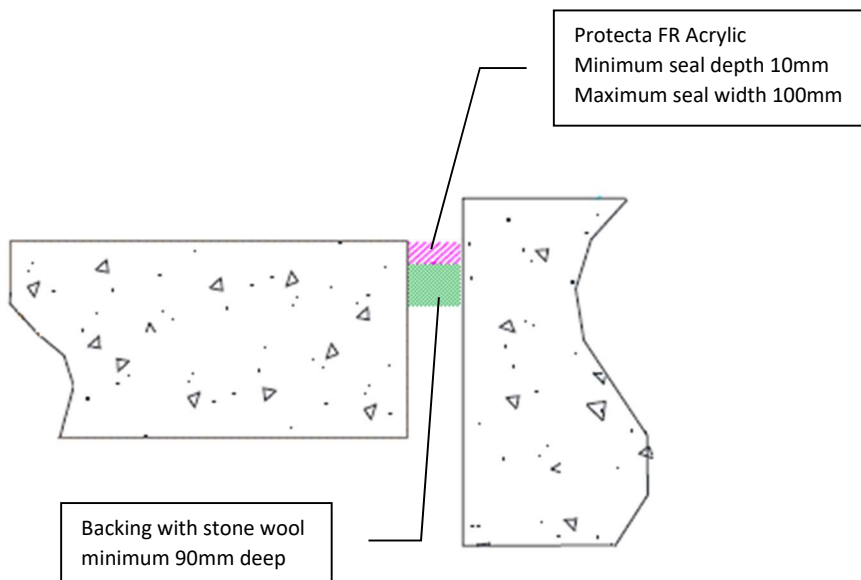 Protecta FR Acrylic
Minimum seal depth 10mm
Maximum seal width 100mm
Backing with stone wool
minimum 90mm deep